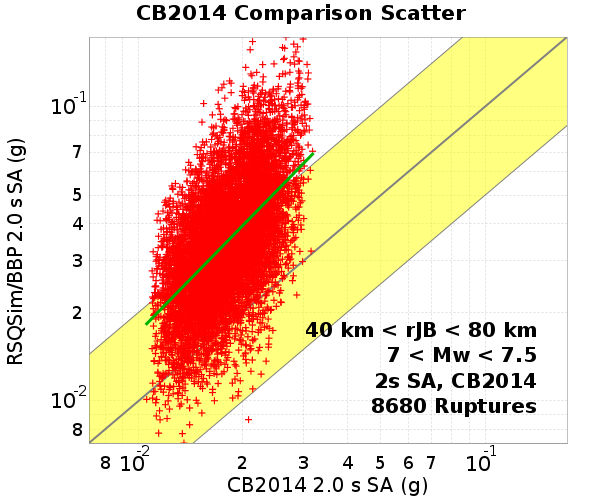 CB2014 Comparison Scatter
RSQSim/BBP 2.0 s SA (g)
10-1
7
5
4
3
2
10-2
8
40 km < rJB < 80 km
7 < Mw < 7.5
2s SA, CB2014
8680 Ruptures
8 10-2 2 3 4 5 6 7 10-1
CB2014 2.0 s SA (g)